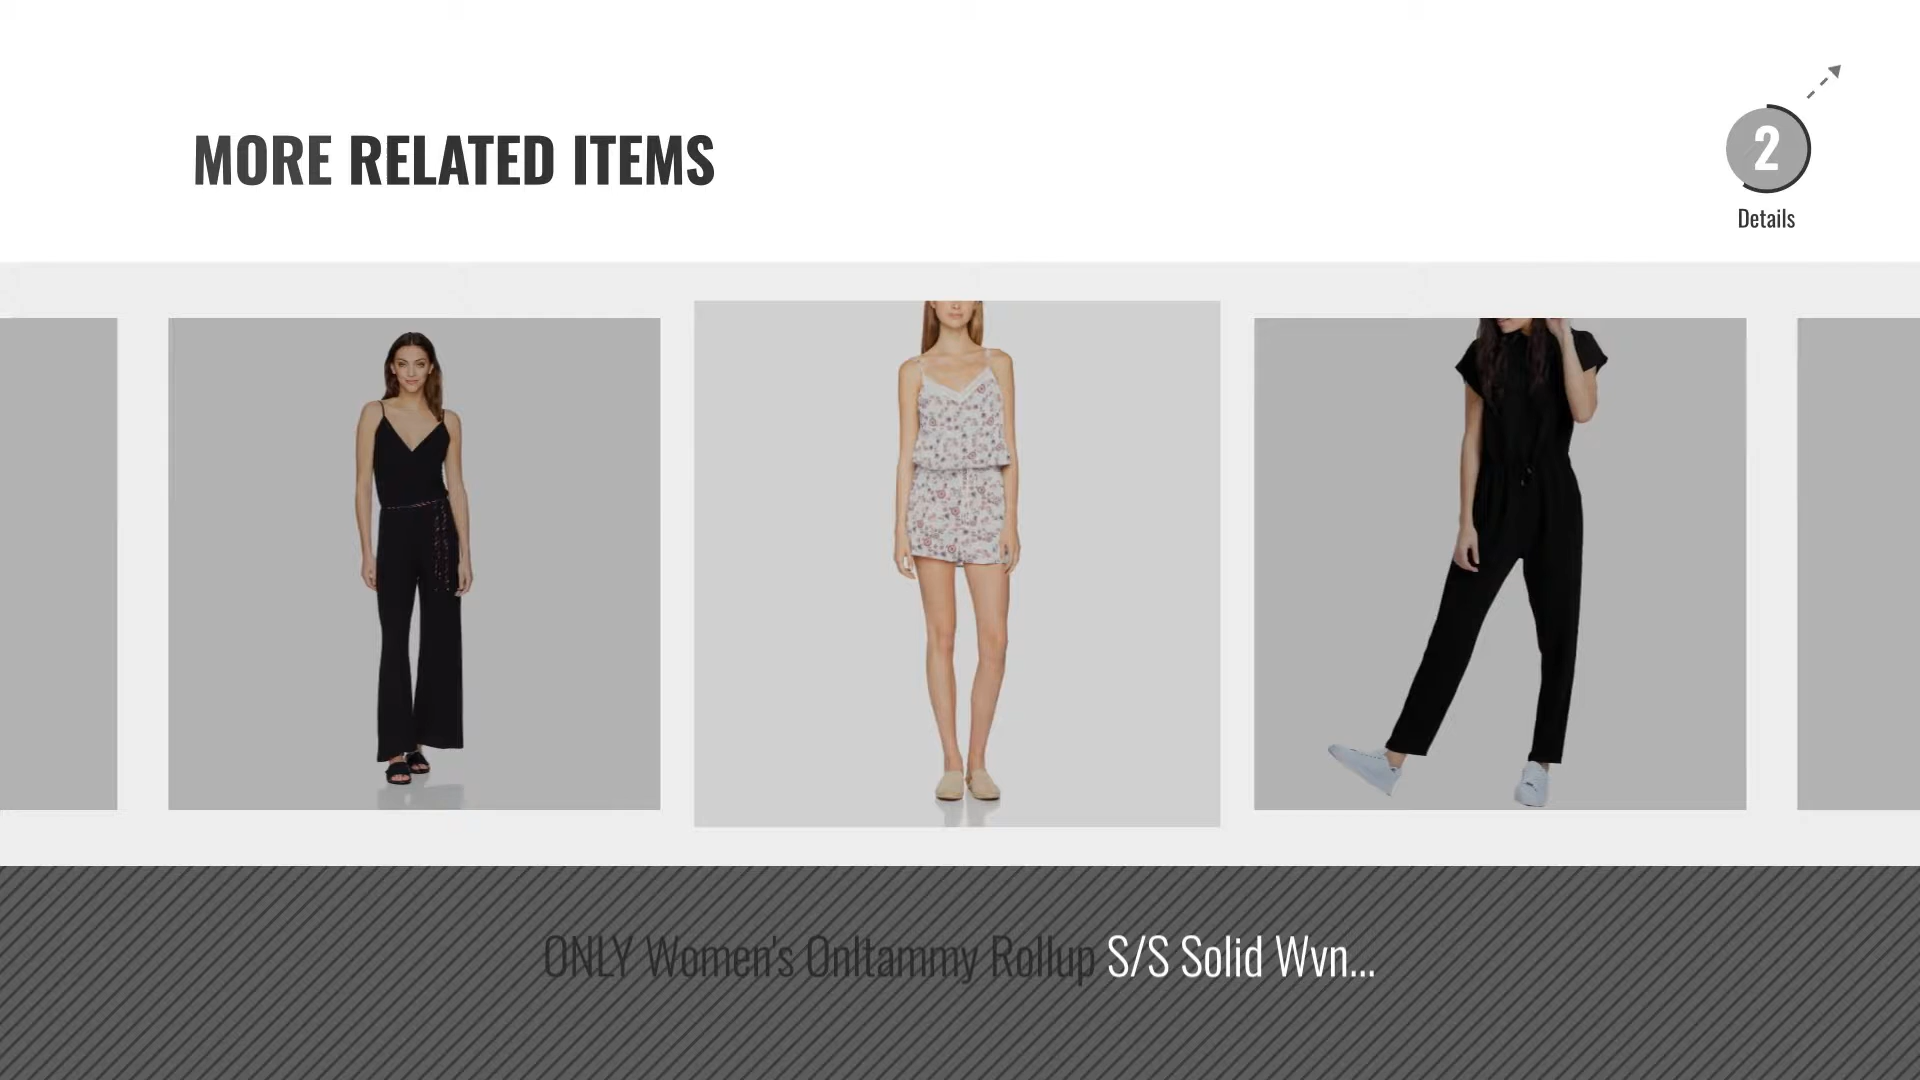 MORE RELATED ITEMS
2
Details
ONLY Women's Onltammy Rollup S/S Solid Wvn...